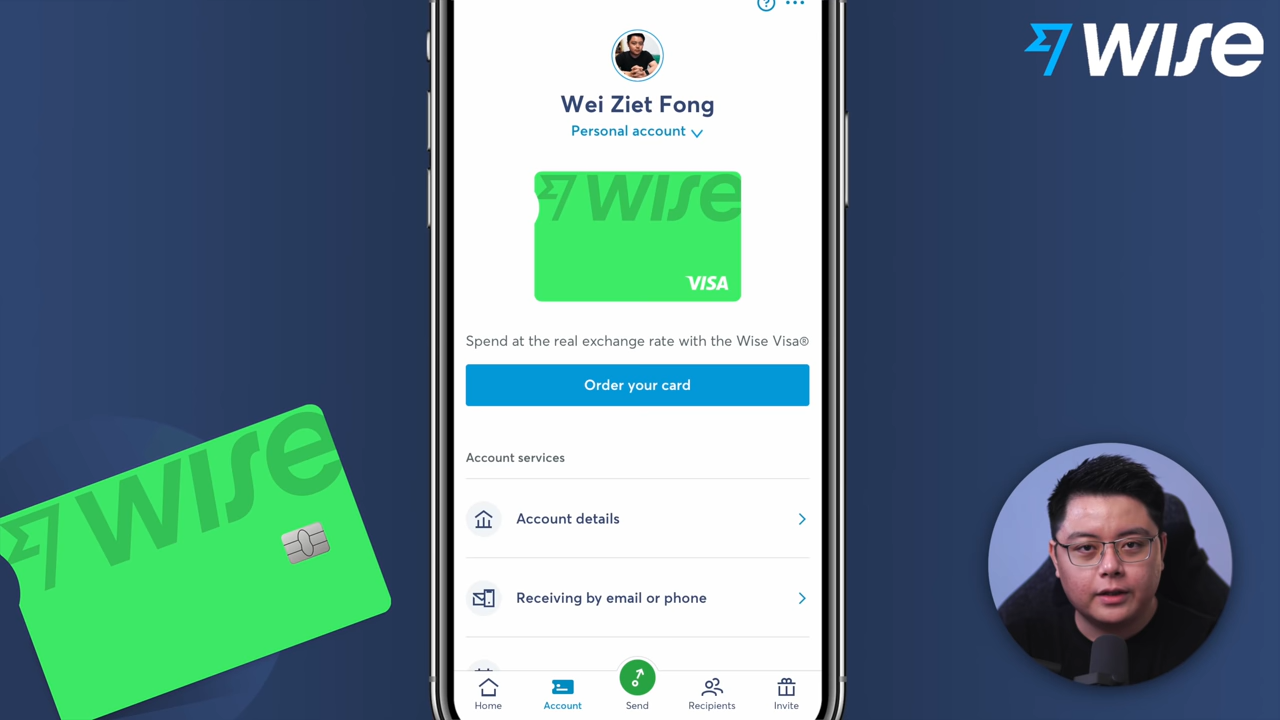 WISE
Wei Ziet Fong
Personal account
WISE
VISA
Spend at the real exchange rate with the Wise Visa®
Order your card
Account services
Account details
Receiving by email or phone
Home
Account
Send
Recipients
Invite
WISE